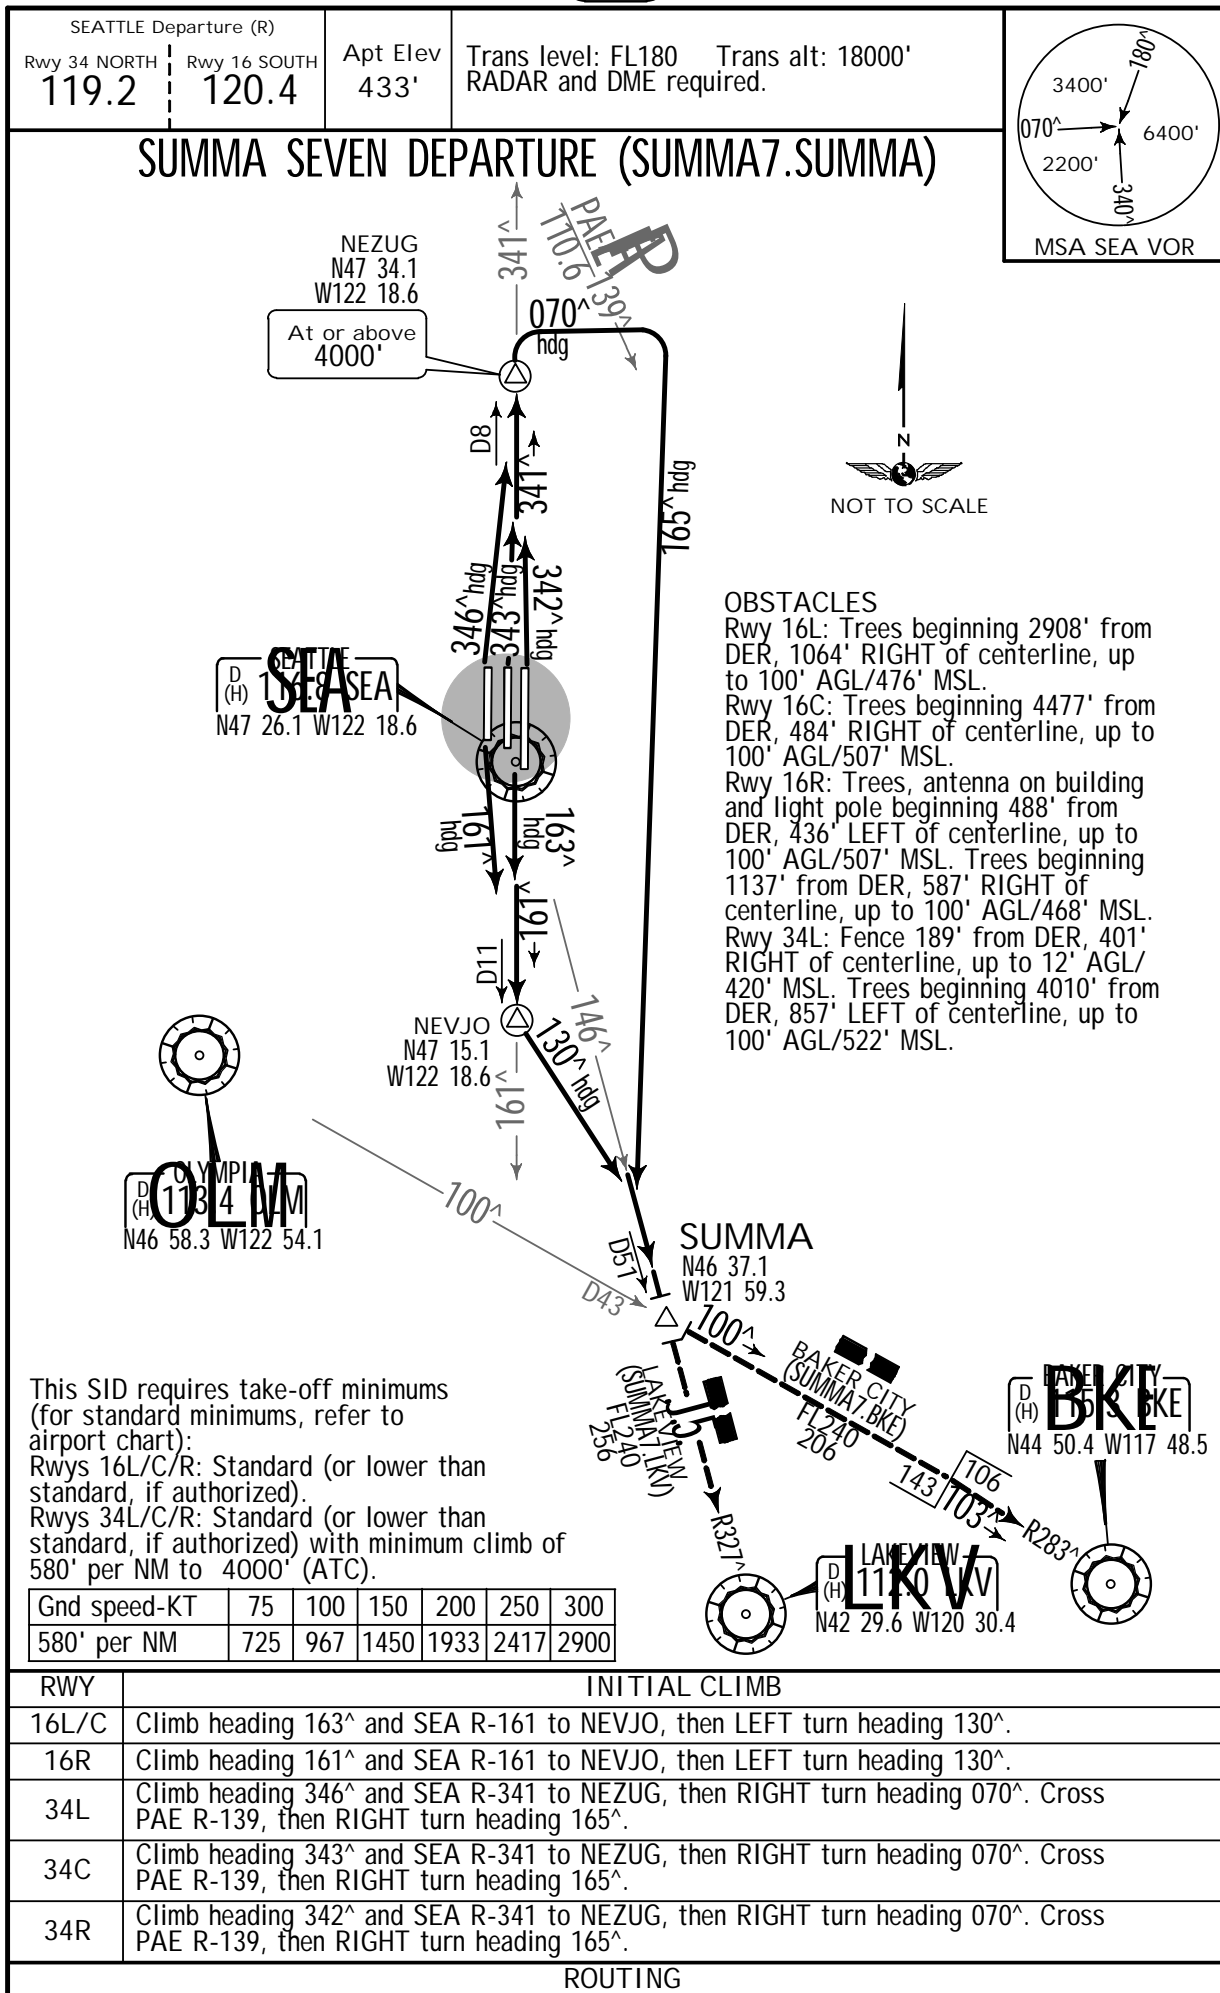 SEATTLE Departure (R)
Rwy 34 NORTH
119.2
Rwy 16 SOUTH
120.4
Apt Elev
433'
Trans level: FL180 Trans alt: 18000'
RADAR and DME required.
3400'
180^
070^
6400'
2200'
340^
MSA SEA VOR
SUMMA SEVEN DEPARTURE (SUMMA7.SUMMA)
NEZUG
N47 34.1
W122 18.6
At or above
4000'
341^
PAE
110.6
139^
070^
hdg
D8
341^
165^ hdg
N
NOT TO SCALE
346^ hdg
343^ hdg
342^ hdg
SEATTLE
D
(H)
116.8 SEA
SEA
N47 26.1 W122 18.6
OBSTACLES
Rwy 16L: Trees beginning 2908' from
DER, 1064' RIGHT of centerline, up
to 100' AGL/476' MSL.
Rwy 16C: Trees beginning 4477' from
DER, 484' RIGHT of centerline, up to
100' AGL/507' MSL.
Rwy 16R: Trees, antenna on building
and light pole beginning 488' from
DER, 436' LEFT of centerline, up to
100' AGL/507' MSL. Trees beginning
1137' from DER, 587' RIGHT of
centerline, up to 100' AGL/468' MSL.
Rwy 34L: Fence 189' from DER, 401'
RIGHT of centerline, up to 12' AGL/
420' MSL. Trees beginning 4010' from
DER, 857' LEFT of centerline, up to
100' AGL/522' MSL.
161^
hdg
163^
hdg
161^
D11
NEVJO
N47 15.1
W122 18.6
146^
130^ hdg
161^
OLYMPIA
D
(H)
113.4 OLM
OLM
N46 58.3 W122 54.1
100^
D43
D51
SUMMA
N46 37.1
W121 59.3
100^
BAKER CITY
(SUMMA7.BKE)
FL240
206
LAKEVIEW
(SUMMA7.LKV)
FL240
256
143
106
103^
R283^
R327^
BAKER CITY
D
(H)
115.3 BKE
BKE
N44 50.4 W117 48.5
LAKEVIEW
D
(H)
112.0 LKV
LKV
N42 29.6 W120 30.4
This SID requires take-off minimums
(for standard minimums, refer to
airport chart):
Rwys 16L/C/R: Standard (or lower than
standard, if authorized).
Rwys 34L/C/R: Standard (or lower than
standard, if authorized) with minimum climb of
580' per NM to 4000' (ATC).
Gnd speed-KT 75 100 150 200 250 300
580' per NM 725 967 1450 1933 2417 2900
RWY INITIAL CLIMB
16L/C Climb heading 163^ and SEA R-161 to NEVJO, then LEFT turn heading 130^.
16R Climb heading 161^ and SEA R-161 to NEVJO, then LEFT turn heading 130^.
34L Climb heading 346^ and SEA R-341 to NEZUG, then RIGHT turn heading 070^. Cross
PAE R-139, then RIGHT turn heading 165^.
34C Climb heading 343^ and SEA R-341 to NEZUG, then RIGHT turn heading 070^. Cross
PAE R-139, then RIGHT turn heading 165^.
34R Climb heading 342^ and SEA R-341 to NEZUG, then RIGHT turn heading 070^. Cross
PAE R-139, then RIGHT turn heading 165^.
ROUTING